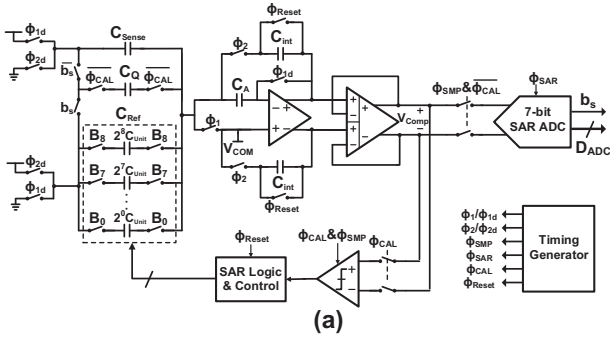 ϕReset
ϕ1d
CSense
ϕ2
Cint
ϕ2d
b̅s
ϕ̅CAL CQ ϕ̅CAL
ϕ1d
CA
ϕSMP&ϕ̅CAL
ϕSAR
bs
CRef
ϕ1
VCOM
VComp
7-bit
SAR ADC
bs
DADC
B8 2^8CUnit B8
ϕ2d
B7 2^7CUnit B7
ϕ1d
ϕ2
Cint
B0 2^0CUnit B0
ϕReset
ϕReset
ϕCAL&ϕSMP
ϕCAL
SAR Logic
& Control
ϕ1/ϕ1d
ϕ2/ϕ2d
ϕSMP
ϕSAR
ϕCAL
ϕReset
Timing
Generator
(a)